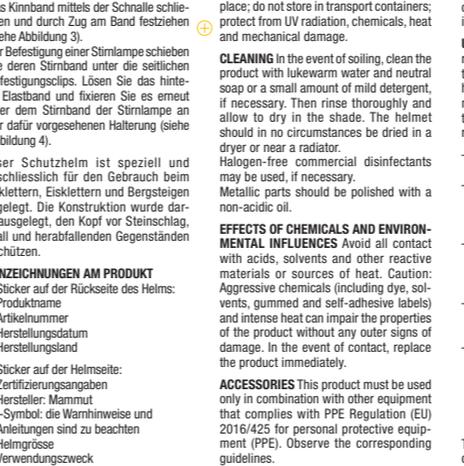 s Kinnband mittels der Schnalle schlie-
en und durch Zug am Band festziehen
ehe Abbildung 3).
r Befestigung einer Stirnlampe schieben
e deren Stirnband unter die seitlichen
festigungsclips. Lösen Sie das hinte-
Elastband und fixieren Sie es erneut
er dem Stirnband der Stirnlampe an
r dafür vorgesehenen Halterung (siehe
bildung 4).
ser Schutzhelm ist speziell und
schliesslich für den Gebrauch beim
klettern, Eisklettern und Bergsteigen
gelegt. Die Konstruktion wurde dar-
ausgelegt, den Kopf vor Steinschlag,
all und herabfallenden Gegenständen
chützen.
NZEICHNUNGEN AM PRODUKT
Sticker auf der Rückseite des Helms:
Produktname
Artikelnummer
Herstellungsdatum
Herstellungsland
Sticker auf der Helmseite:
Zertifizierungsangaben
Hersteller: Mammut
-Symbol: die Warnhinweise und
Anleitungen sind zu beachten
Helmgrösse
Verwendungszweck
place; do not store in transport containers;
protect from UV radiation, chemicals, heat
and mechanical damage.
CLEANING In the event of soiling, clean the
product with lukewarm water and neutral
soap or a small amount of mild detergent,
if necessary. Then rinse thoroughly and
allow to dry in the shade. The helmet
should in no circumstances be dried in a
dryer or near a radiator.
Halogen-free commercial disinfectants
may be used, if necessary.
Metallic parts should be polished with a
non-acidic oil.
EFFECTS OF CHEMICALS AND ENVIRON-
MENTAL INFLUENCES Avoid all contact
with acids, solvents and other reactive
materials or sources of heat. Caution:
Aggressive chemicals (including dye, sol-
vents, gummed and self-adhesive labels)
and intense heat can impair the properties
of the product without any outer signs of
damage. In the event of contact, replace
the product immediately.
ACCESSORIES This product must be used
only in combination with other equipment
that complies with PPE Regulation (EU)
2016/425 for personal protective equip-
ment (PPE). Observe the corresponding
guidelines.